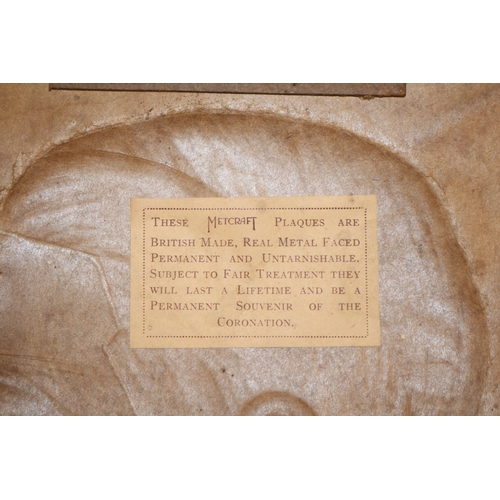 THESE METCRAFT PLAQUES ARE
BRITISH MADE, REAL METAL FACED
PERMANENT AND UNTARNISHABLE.
SUBJECT TO FAIR TREATMENT THEY
WILL LAST A LIFETIME AND BE A
PERMANENT SOUVENIR OF THE
CORONATION.